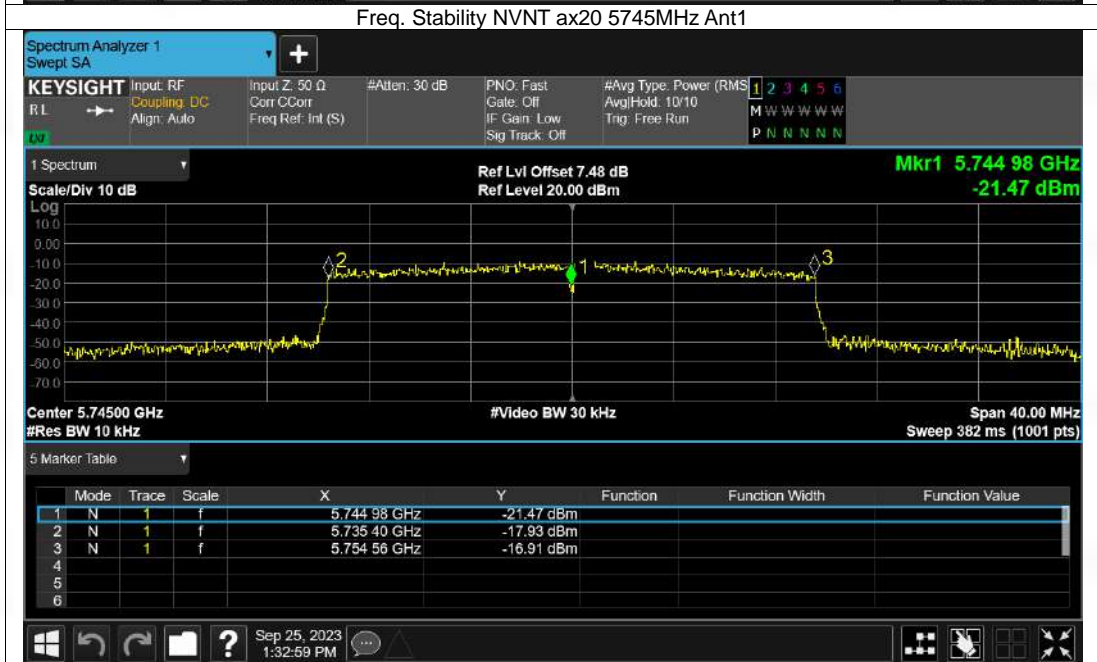 Freq. Stability NVNT ax20 5745MHz Ant1
Spectrum Analyzer 1
Swept SA
+
KEYSIGHT Input: RF Input Z: 50 Ω #Atten: 30 dB PNO: Fast #Avg Type: Power (RMS 1 2 3 4 5 6
RL Coupling: DC Corr CCorr Gate: Off Avg|Hold: 10/10 M W W W W W
Align: Auto Freq Ref: Int (S) IF Gain: Low Trig: Free Run
LXI Sig Track: Off P N N N N N
1 Spectrum Ref Lvl Offset 7.48 dB Mkr1 5.744 98 GHz
Scale/Div 10 dB Ref Level 20.00 dBm -21.47 dBm
Log
10.0
0.00
-10.0
-20.0
-30.0
-40.0
-50.0
-60.0
-70.0
2
1
3
Center 5.74500 GHz #Video BW 30 kHz Span 40.00 MHz
#Res BW 10 kHz Sweep 382 ms (1001 pts)
5 Marker Table
Mode Trace Scale X Y Function Function Width Function Value
1 N 1 f 5.744 98 GHz -21.47 dBm
2 N 1 f 5.735 40 GHz -17.93 dBm
3 N 1 f 5.754 56 GHz -16.91 dBm
4
5
6
? Sep 25, 2023
1:32:59 PM